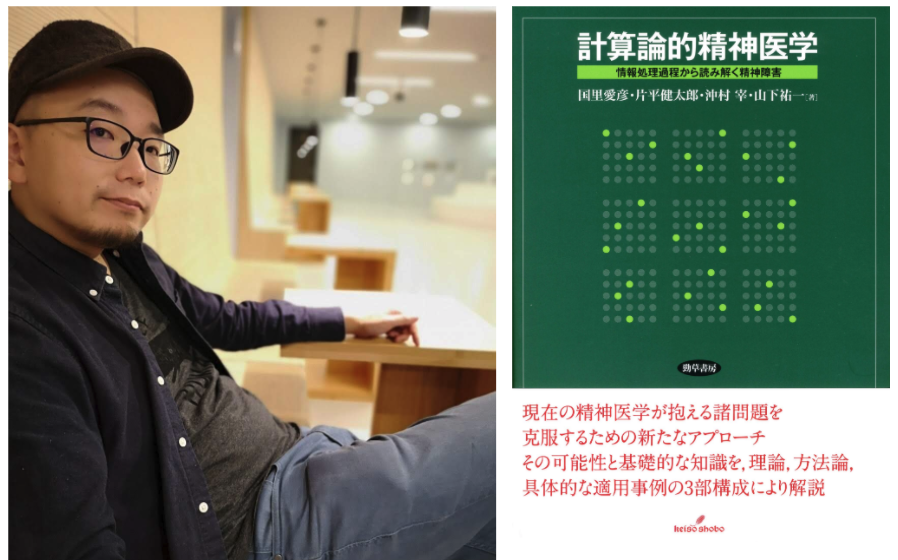 計算論的精神医学
情報処理過程から読み解く精神障害
国里愛彦・片平健太郎・沖村 宰・山下祐一[著]
勁草書房
現在の精神医学が抱える諸問題を
克服するための新たなアプローチ
その可能性と基礎的な知識を，理論，方法論，
具体的な適用事例の3部構成により解説
keiso shobo